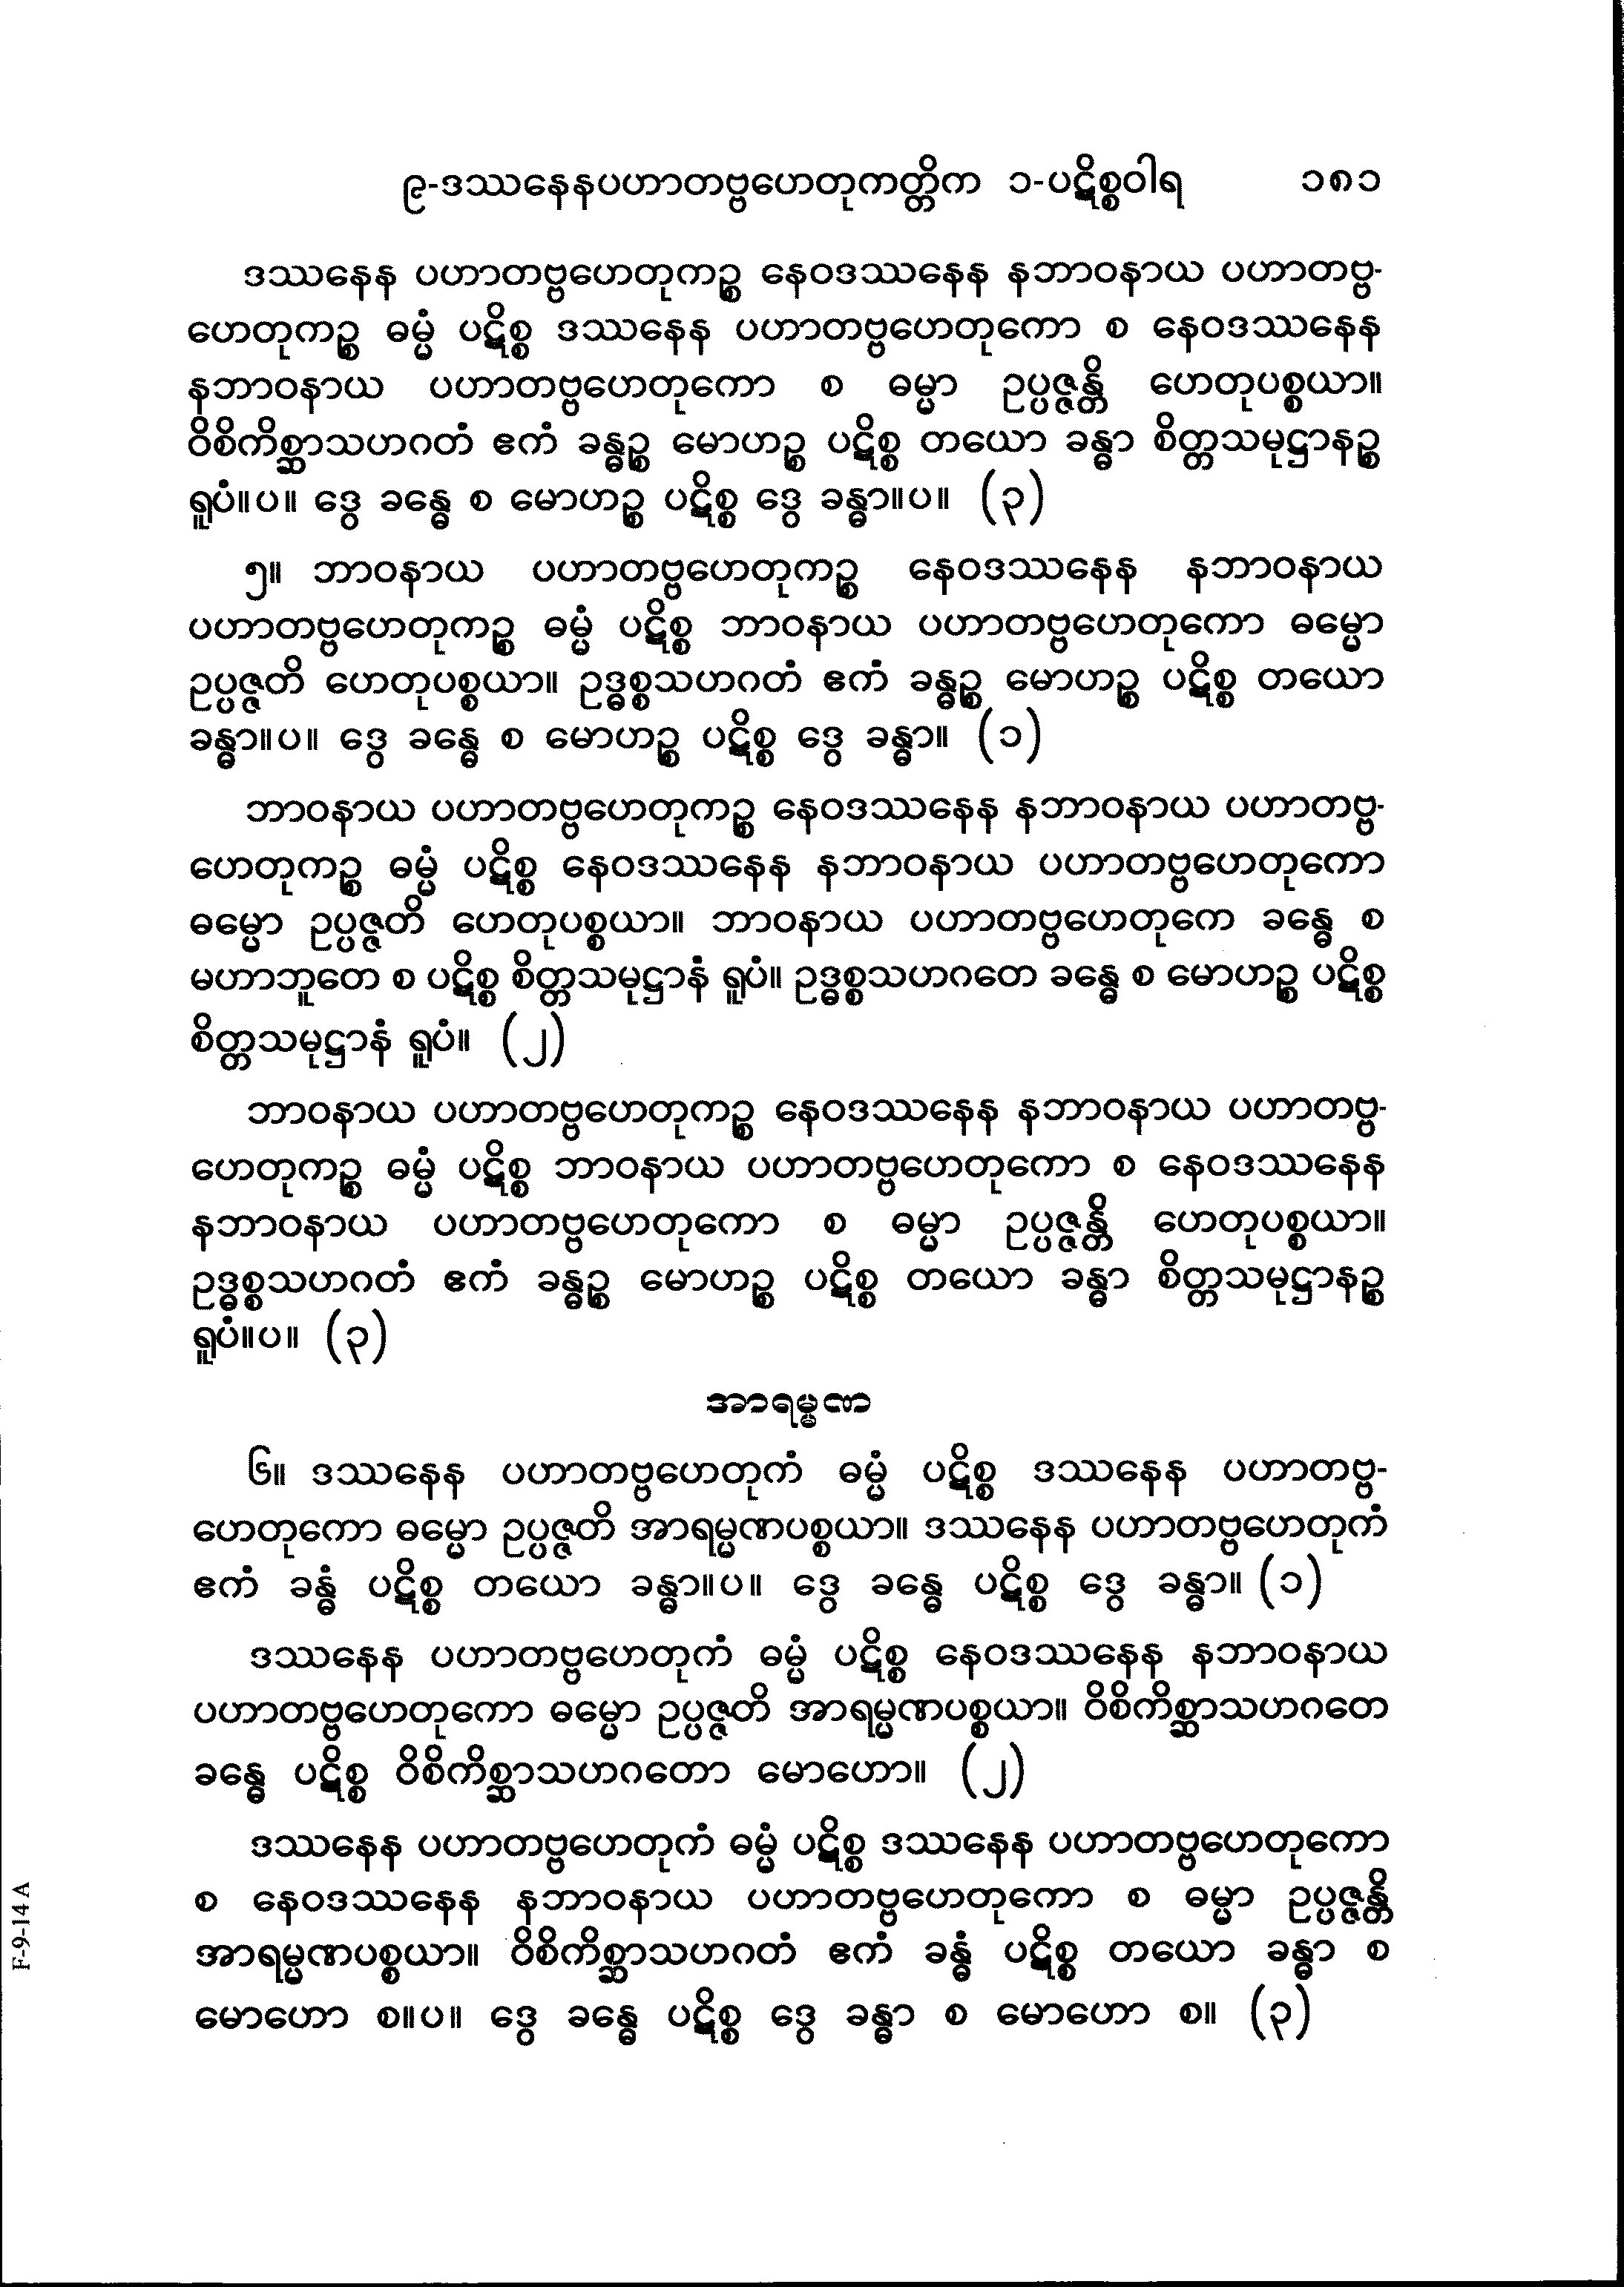 ၉-ဒဿနေနပဟာတဗ္ဗဟေတုကတ္တိက ၁-ပဋိစ္စဝါရ ၁၈၁
ဒဿနေန ပဟာတဗ္ဗဟေတုကဉ္စ နေဝဒဿနေန နဘာဝနာယ ပဟာတဗ္ဗ-
ဟေတုကဉ္စ ဓမ္မံ ပဋိစ္စ ဒဿနေန ပဟာတဗ္ဗဟေတုကော စ နေဝဒဿနေန
နဘာဝနာယ ပဟာတဗ္ဗဟေတုကော စ ဓမ္မာ ဥပ္ပဇ္ဇန္တိ ဟေတုပစ္စယာ။
ဝိစိကိစ္ဆာသဟဂတံ ဧကံ ခန္ဓဉ္စ မောဟဉ္စ ပဋိစ္စ တယော ခန္ဓာ စိတ္တသမုဋ္ဌာနဉ္စ
ရူပံ။ပ။ ဒွေ ခန္ဓေ စ မောဟဉ္စ ပဋိစ္စ ဒွေ ခန္ဓာ။ပ။ (၃)
၅။ ဘာဝနာယ ပဟာတဗ္ဗဟေတုကဉ္စ နေဝဒဿနေန နဘာဝနာယ
ပဟာတဗ္ဗဟေတုကဉ္စ ဓမ္မံ ပဋိစ္စ ဘာဝနာယ ပဟာတဗ္ဗဟေတုကော ဓမ္မော
ဥပ္ပဇ္ဇတိ ဟေတုပစ္စယာ။ ဥဒ္ဓစ္စသဟဂတံ ဧကံ ခန္ဓဉ္စ မောဟဉ္စ ပဋိစ္စ တယော
ခန္ဓာ။ပ။ ဒွေ ခန္ဓေ စ မောဟဉ္စ ပဋိစ္စ ဒွေ ခန္ဓာ။ (၁)
ဘာဝနာယ ပဟာတဗ္ဗဟေတုကဉ္စ နေဝဒဿနေန နဘာဝနာယ ပဟာတဗ္ဗ-
ဟေတုကဉ္စ ဓမ္မံ ပဋိစ္စ နေဝဒဿနေန နဘာဝနာယ ပဟာတဗ္ဗဟေတုကော
ဓမ္မော ဥပ္ပဇ္ဇတိ ဟေတုပစ္စယာ။ ဘာဝနာယ ပဟာတဗ္ဗဟေတုကေ ခန္ဓေ စ
မဟာဘူတေ စ ပဋိစ္စ စိတ္တသမုဋ္ဌာနံ ရူပံ။ ဥဒ္ဓစ္စသဟဂတေ ခန္ဓေ စ မောဟဉ္စ ပဋိစ္စ
စိတ္တသမုဋ္ဌာနံ ရူပံ။ (၂)
ဘာဝနာယ ပဟာတဗ္ဗဟေတုကဉ္စ နေဝဒဿနေန နဘာဝနာယ ပဟာတဗ္ဗ-
ဟေတုကဉ္စ ဓမ္မံ ပဋိစ္စ ဘာဝနာယ ပဟာတဗ္ဗဟေတုကော စ နေဝဒဿနေန
နဘာဝနာယ ပဟာတဗ္ဗဟေတုကော စ ဓမ္မာ ဥပ္ပဇ္ဇန္တိ ဟေတုပစ္စယာ။
ဥဒ္ဓစ္စသဟဂတံ ဧကံ ခန္ဓဉ္စ မောဟဉ္စ ပဋိစ္စ တယော ခန္ဓာ စိတ္တသမုဋ္ဌာနဉ္စ
ရူပံ။ပ။ (၃)
အာရမ္မဏ
၆။ ဒဿနေန ပဟာတဗ္ဗဟေတုကံ ဓမ္မံ ပဋိစ္စ ဒဿနေန ပဟာတဗ္ဗ-
ဟေတုကော ဓမ္မော ဥပ္ပဇ္ဇတိ အာရမ္မဏပစ္စယာ။ ဒဿနေန ပဟာတဗ္ဗဟေတုကံ
ဧကံ ခန္ဓံ ပဋိစ္စ တယော ခန္ဓာ။ပ။ ဒွေ ခန္ဓေ ပဋိစ္စ ဒွေ ခန္ဓာ။ (၁)
ဒဿနေန ပဟာတဗ္ဗဟေတုကံ ဓမ္မံ ပဋိစ္စ နေဝဒဿနေန နဘာဝနာယ
ပဟာတဗ္ဗဟေတုကော ဓမ္မော ဥပ္ပဇ္ဇတိ အာရမ္မဏပစ္စယာ။ ဝိစိကိစ္ဆာသဟဂတေ
ခန္ဓေ ပဋိစ္စ ဝိစိကိစ္ဆာသဟဂတော မောဟော။ (၂)
ဒဿနေန ပဟာတဗ္ဗဟေတုကံ ဓမ္မံ ပဋိစ္စ ဒဿနေန ပဟာတဗ္ဗဟေတုကော
စ နေဝဒဿနေန နဘာဝနာယ ပဟာတဗ္ဗဟေတုကော စ ဓမ္မာ ဥပ္ပဇ္ဇန္တိ
အာရမ္မဏပစ္စယာ။ ဝိစိကိစ္ဆာသဟဂတံ ဧကံ ခန္ဓံ ပဋိစ္စ တယော ခန္ဓာ စ
မောဟော စ။ပ။ ဒွေ ခန္ဓေ ပဋိစ္စ ဒွေ ခန္ဓာ စ မောဟော စ။ (၃)
F-9-14 A